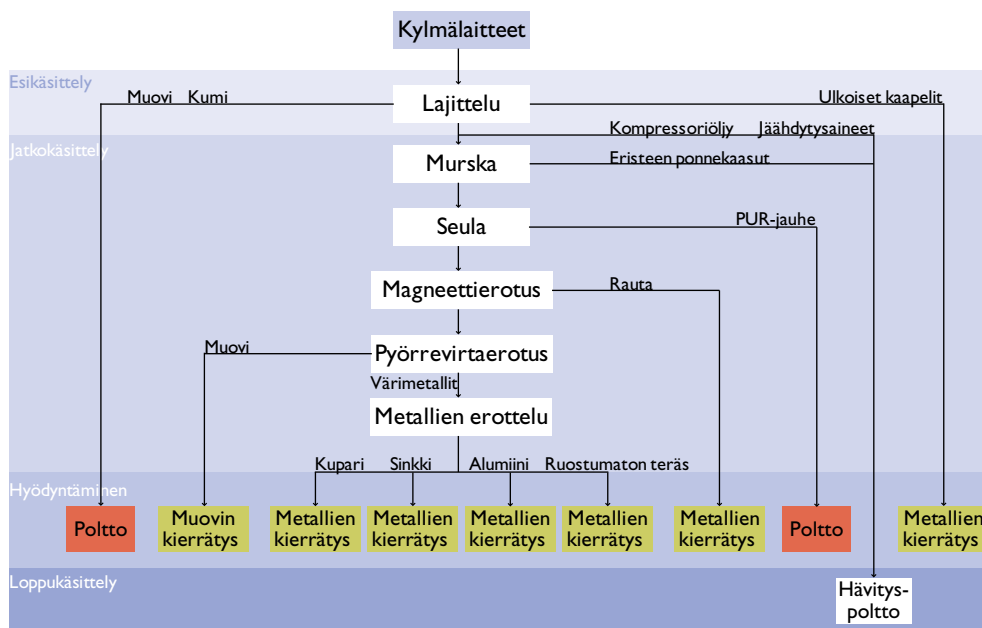 Kylmälaitteet
Esikäsittely
Muovi Kumi
Lajittelu
Ulkoiset kaapelit
Kompressoriöljy Jäähdytysaineet
Jatkokäsittely
Murska
Eristeen ponnekaasut
Seula
PUR-jauhe
Magneettierotus
Rauta
Muovi
Pyörrevirtaerotus
Värimetallit
Metallien erottelu
Kupari Sinkki Alumiini Ruostumaton teräs
Hyödyntäminen
Poltto
Muovin
kierrätys
Metallien
kierrätys
Metallien
kierrätys
Metallien
kierrätys
Metallien
kierrätys
Metallien
kierrätys
Poltto
Metallien
kierrätys
Loppukäsittely
Hävitys-
poltto